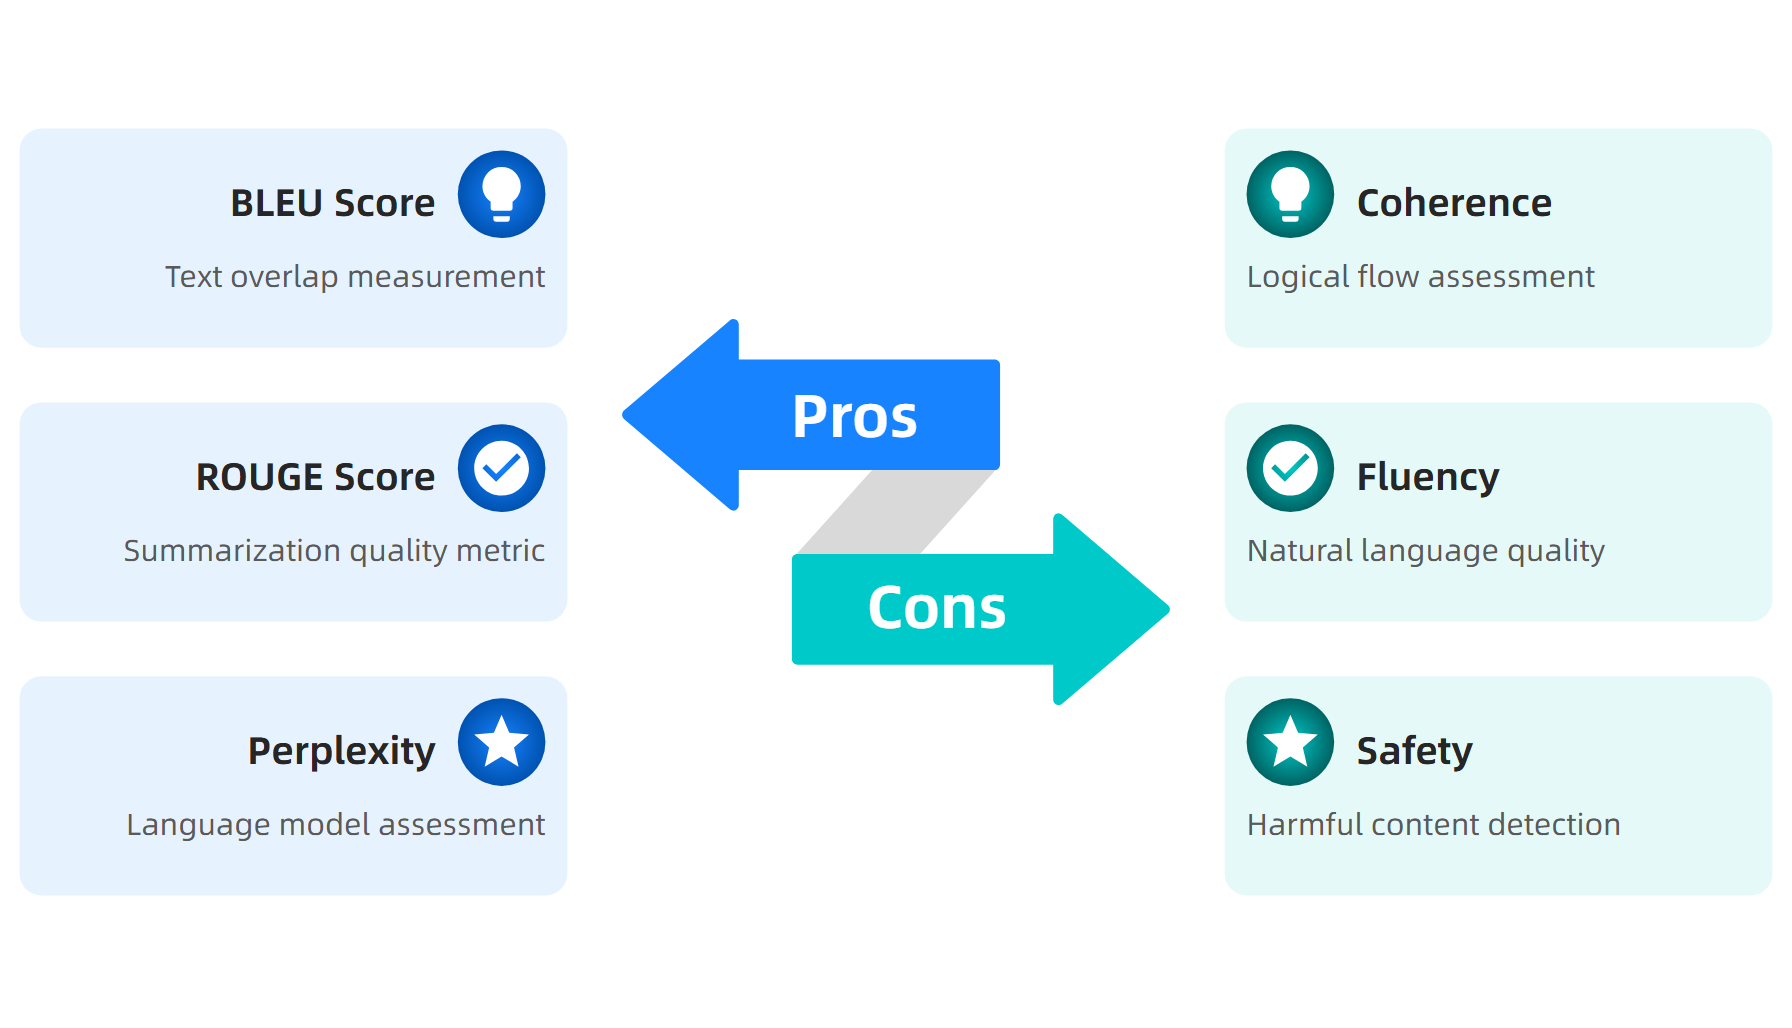 BLEU Score
Text overlap measurement
ROUGE Score
Summarization quality metric
Perplexity
Language model assessment
Pros
Cons
Coherence
Logical flow assessment
Fluency
Natural language quality
Safety
Harmful content detection